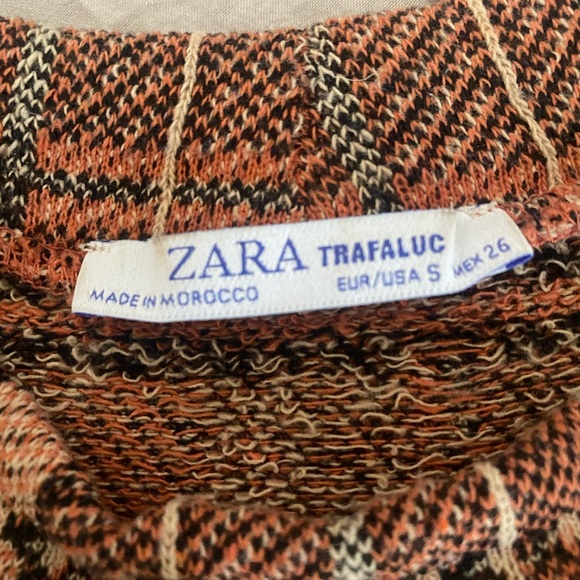 ZARA TRAFALUC
MADE IN MOROCCO EUR/USA S MEX 26